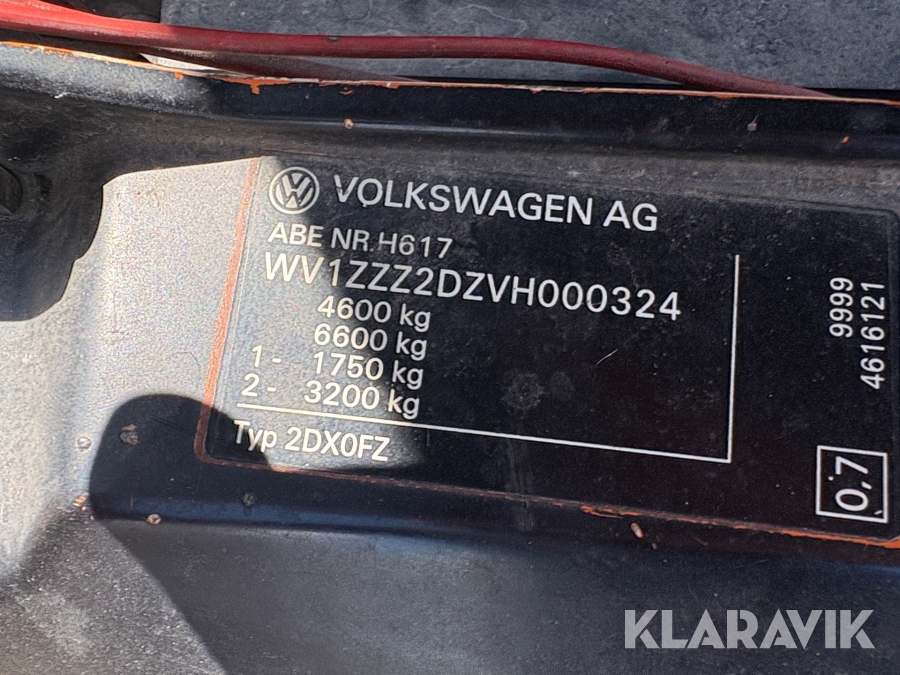 VOLKSWAGEN AG
ABE NR.H617
WV1ZZZ2DZVH000324
4600 kg
6600 kg
1- 1750 kg
2- 3200 kg
Typ 2DX0FZ
9999
4616121
0,7
KLARAVIK